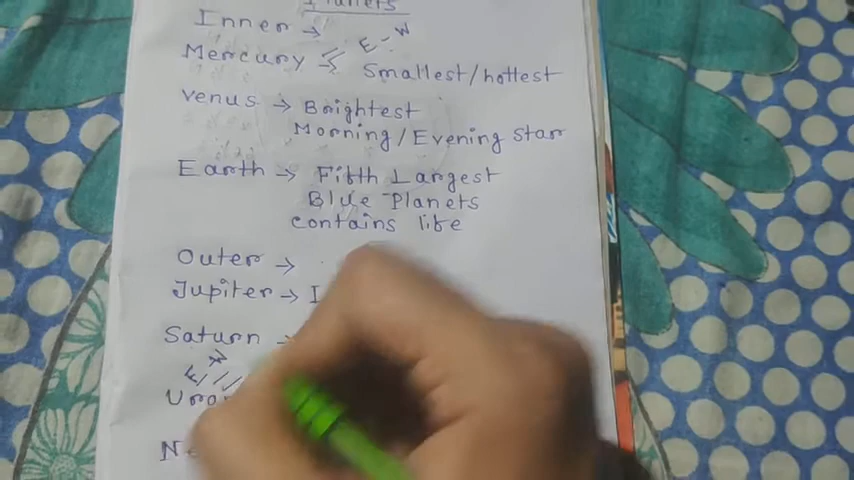 Planets
Inner →
E-W
Mercury → Smallest/hottest
Venus → Brightest
Morning/Evening star
Earth → Fifth Largest
Blue Planets
contains life
Outer →
Jupiter →
Saturn →